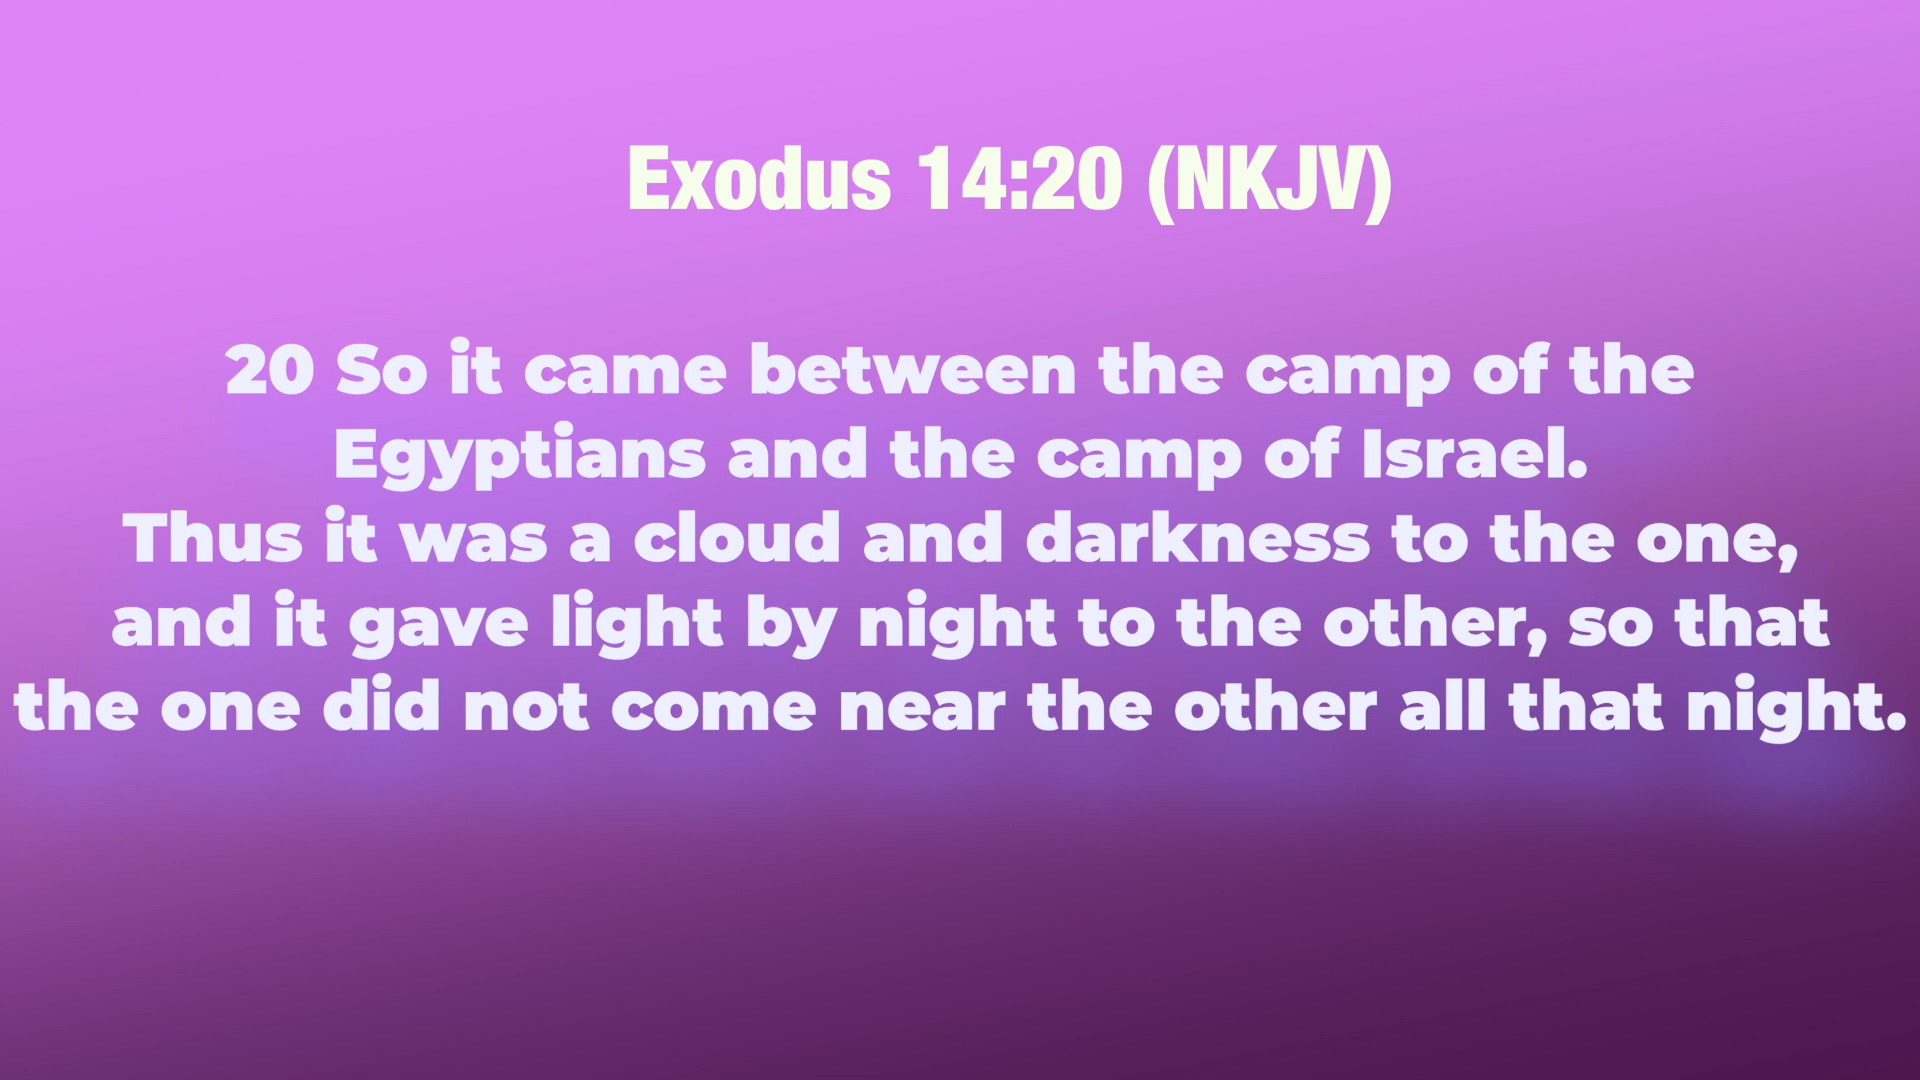 Exodus 14:20 (NKJV)
20 So it came between the camp of the
Egyptians and the camp of Israel.
Thus it was a cloud and darkness to the one,
and it gave light by night to the other, so that
the one did not come near the other all that night.